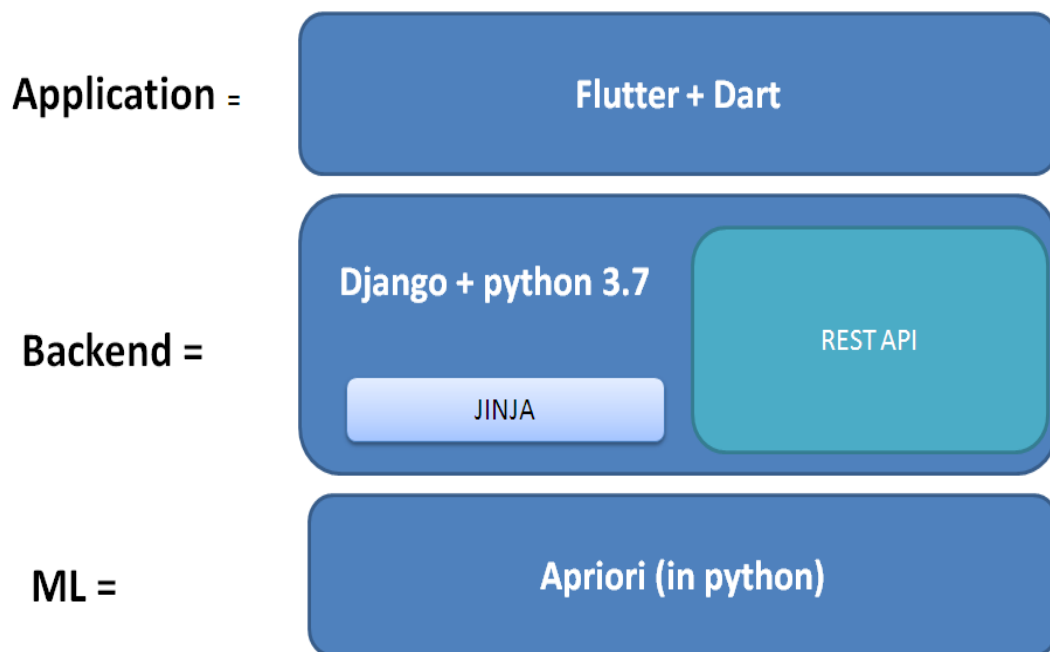 Application =
Flutter + Dart
Backend =
Django + python 3.7
JINJA
REST API
ML =
Apriori (in python)